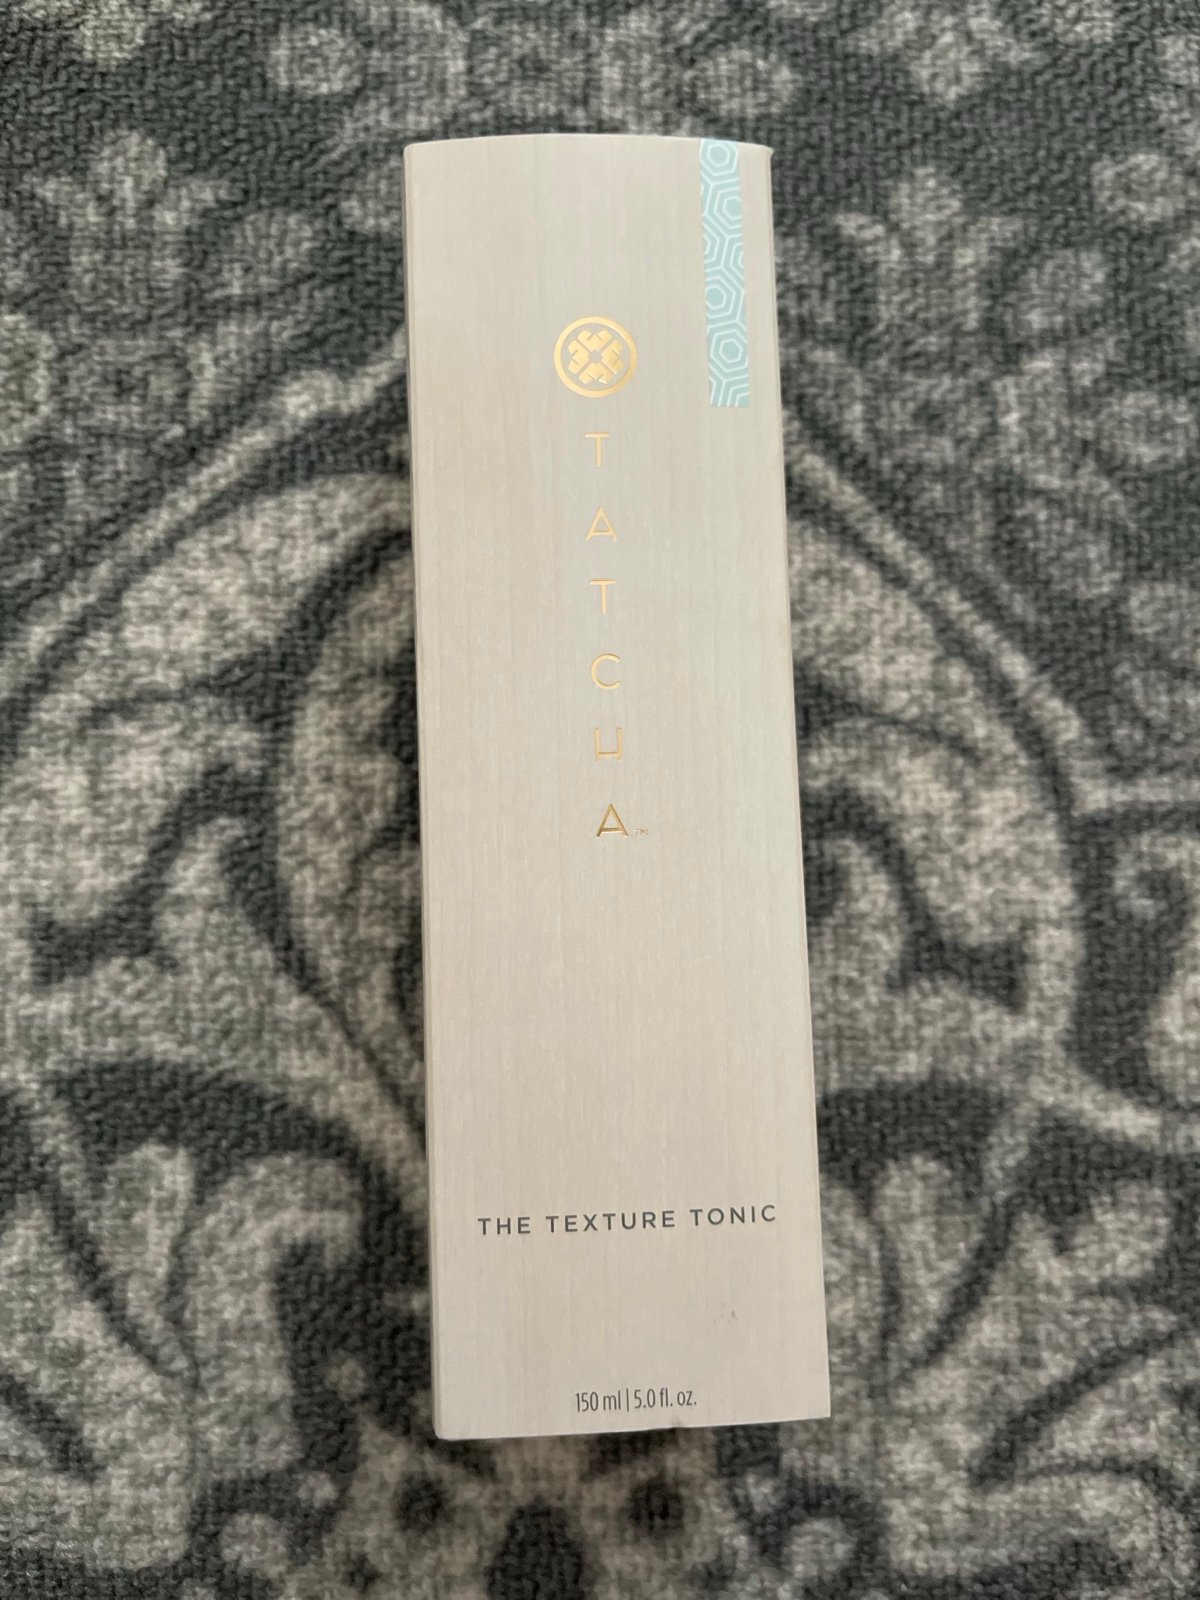 TATCHA™
THE TEXTURE TONIC
150 ml | 5.0 fl. oz.